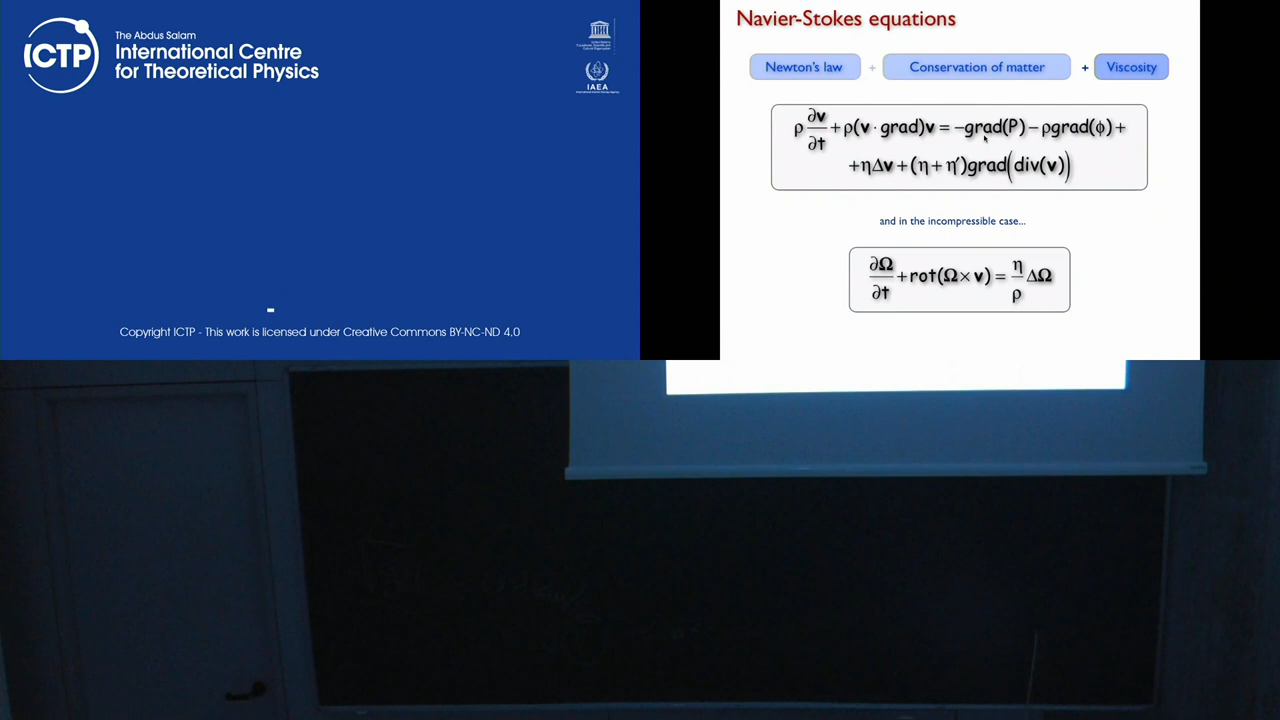 ICTP
The Abdus Salam
International Centre
for Theoretical Physics
IAEA
Copyright ICTP - This work is licensed under Creative Commons BY-NC-ND 4.0
Navier-Stokes equations
Newton's law + Conservation of matter + Viscosity
ρ ∂v/∂t + ρ(v · grad)v = −grad(P) − ρgrad(ϕ) +
+ηΔv + (η + η′)grad(div(v))
and in the incompressible case...
∂Ω/∂t + rot(Ω × v) = η/ρ ΔΩ